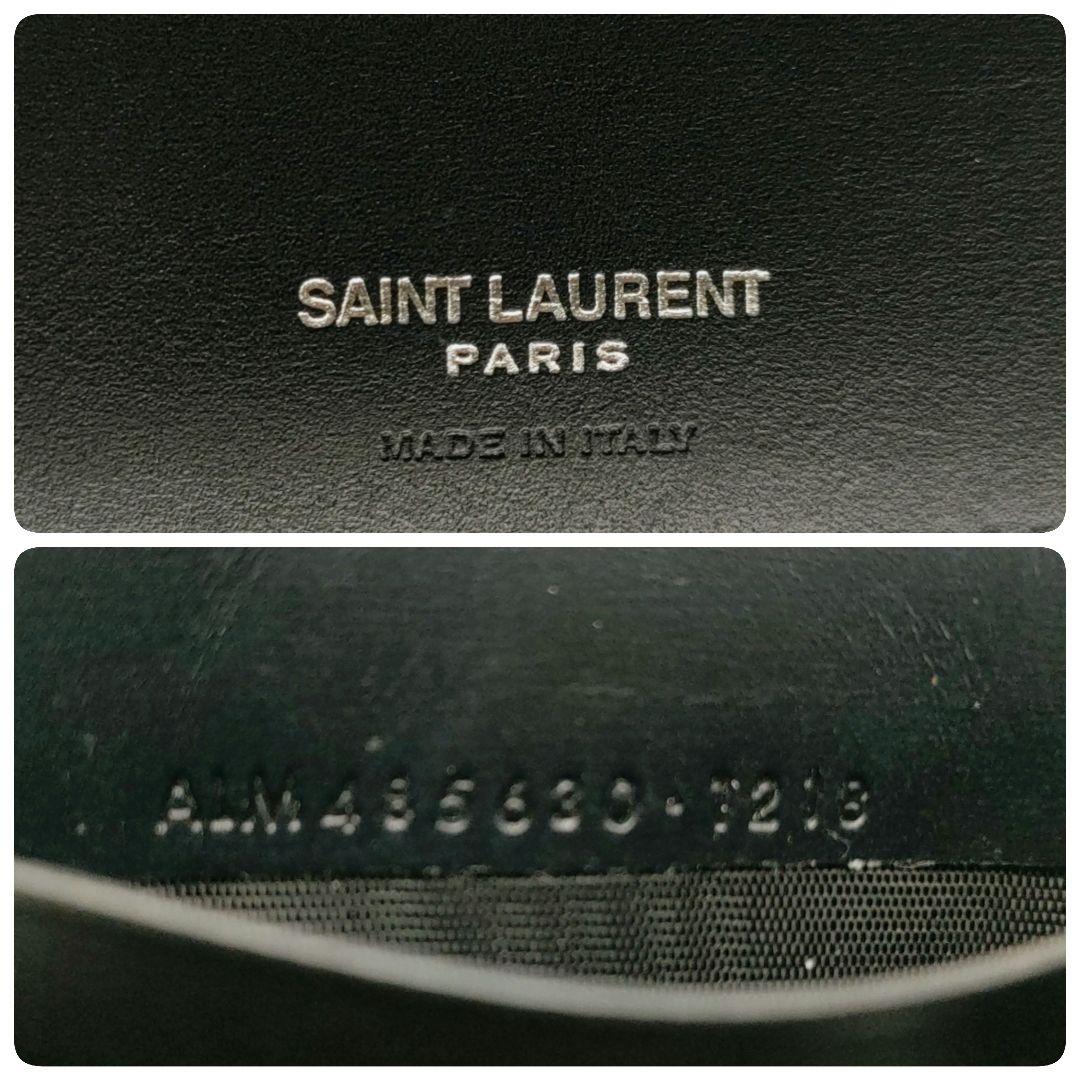 SAINT LAURENT
PARIS
MADE IN ITALY
ALM485630·1218